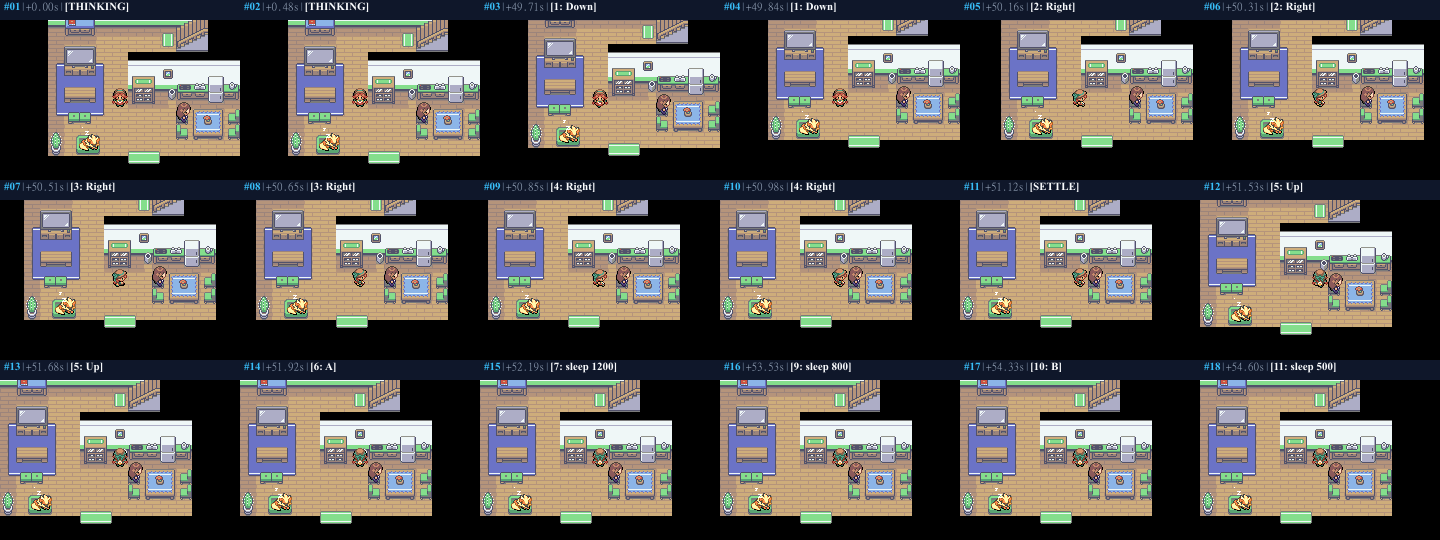 #01 | +0.00s | [THINKING]
#02 | +0.48s | [THINKING]
#03 | +49.71s | [1: Down]
#04 | +49.84s | [1: Down]
#05 | +50.16s | [2: Right]
#06 | +50.31s | [2: Right]
#07 | +50.51s | [3: Right]
#08 | +50.65s | [3: Right]
#09 | +50.85s | [4: Right]
#10 | +50.98s | [4: Right]
#11 | +51.12s | [SETTLE]
#12 | +51.53s | [5: Up]
#13 | +51.68s | [5: Up]
#14 | +51.92s | [6: A]
#15 | +52.19s | [7: sleep 1200]
#16 | +53.53s | [9: sleep 800]
#17 | +54.33s | [10: B]
#18 | +54.60s | [11: sleep 500]